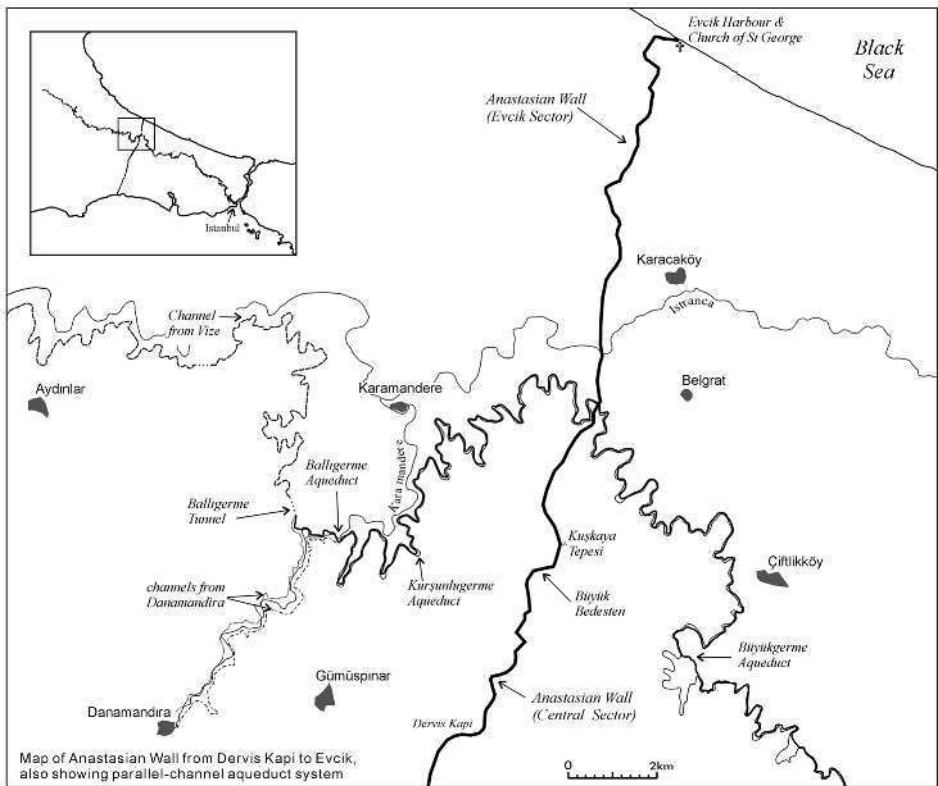 Evcik Harbour &
Church of St George
Black
Sea
Anastasian Wall
(Evcik Sector)
Istanbul
Karacaköy
Istranca
Channel
from Vize
Aydınlar
Karamandere
Belgrat
Ballıgerme
Aqueduct
Kara mandere
Ballıgerme
Tunnel
Kuşkaya
Tepesi
Çiftlikköy
channels from
Danamandira
Kurşunlugerme
Aqueduct
Büyük
Bedesten
Büyükgerme
Aqueduct
Gümüşpınar
Anastasian Wall
(Central Sector)
Danamandıra
Dervis Kapi
Map of Anastasian Wall from Dervis Kapi to Evcik,
also showing parallel-channel aqueduct system
0
2km